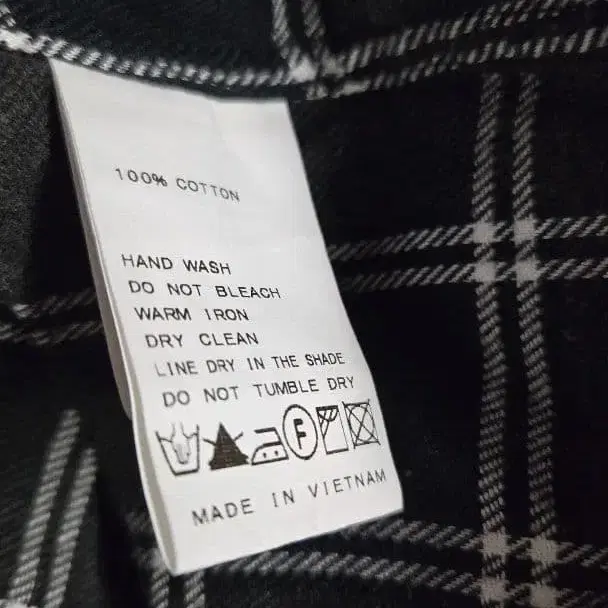 100% COTTON
HAND WASH
DO NOT BLEACH
WARM IRON
DRY CLEAN
LINE DRY IN THE SHADE
DO NOT TUMBLE DRY
F
MADE IN VIETNAM